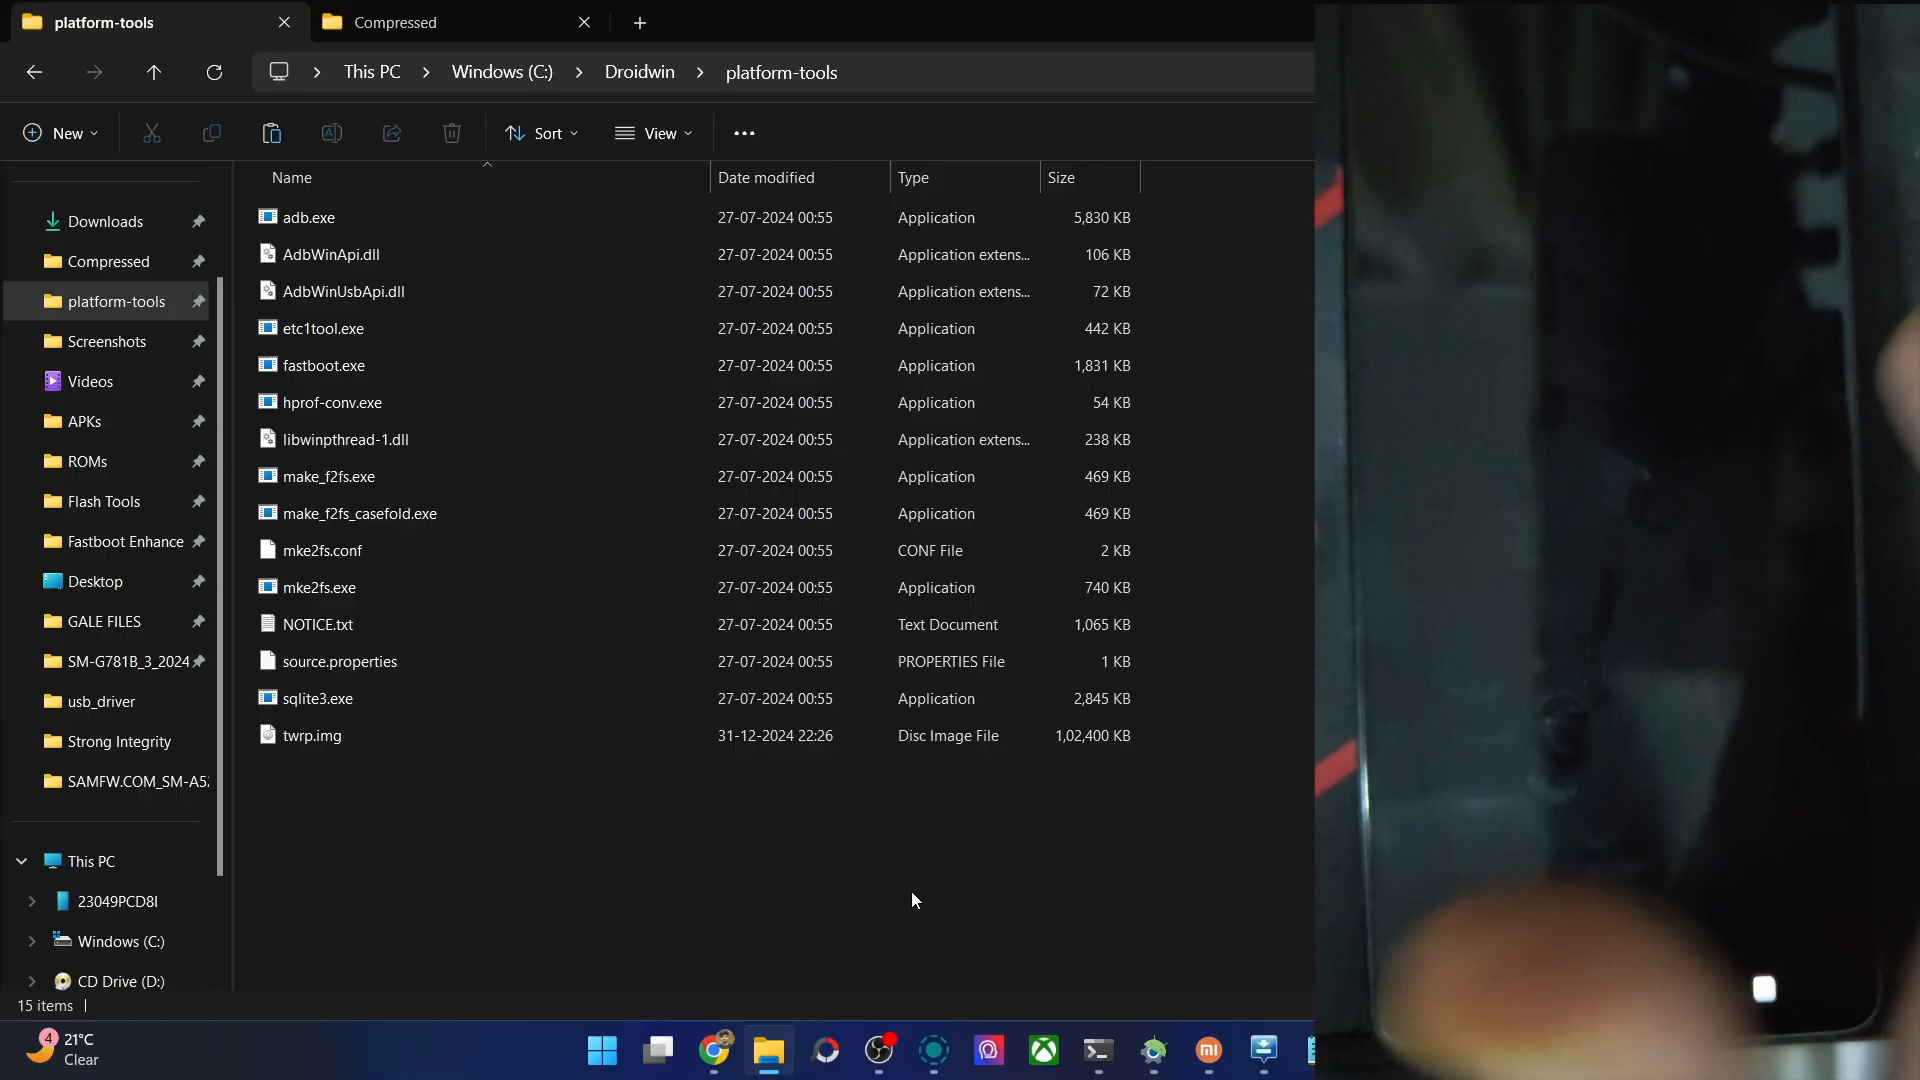 platform-tools
Compressed
This PC > Windows (C:) > Droidwin > platform-tools
New
Sort
View
Name
Date modified
Type
Size
Downloads
Compressed
platform-tools
Screenshots
Videos
APKs
ROMs
Flash Tools
Fastboot Enhance
Desktop
GALE FILES
SM-G781B_3_2024
usb_driver
Strong Integrity
SAMFW.COM_SM-A5
This PC
23049PCD8I
Windows (C:)
CD Drive (D:)
adb.exe 27-07-2024 00:55 Application 5,830 KB
AdbWinApi.dll 27-07-2024 00:55 Application extens... 106 KB
AdbWinUsbApi.dll 27-07-2024 00:55 Application extens... 72 KB
etc1tool.exe 27-07-2024 00:55 Application 442 KB
fastboot.exe 27-07-2024 00:55 Application 1,831 KB
hprof-conv.exe 27-07-2024 00:55 Application 54 KB
libwinpthread-1.dll 27-07-2024 00:55 Application extens... 238 KB
make_f2fs.exe 27-07-2024 00:55 Application 469 KB
make_f2fs_casefold.exe 27-07-2024 00:55 Application 469 KB
mke2fs.conf 27-07-2024 00:55 CONF File 2 KB
mke2fs.exe 27-07-2024 00:55 Application 740 KB
NOTICE.txt 27-07-2024 00:55 Text Document 1,065 KB
source.properties 27-07-2024 00:55 PROPERTIES File 1 KB
sqlite3.exe 27-07-2024 00:55 Application 2,845 KB
twrp.img 31-12-2024 22:26 Disc Image File 1,02,400 KB
15 items
4
21°C
Clear
mi